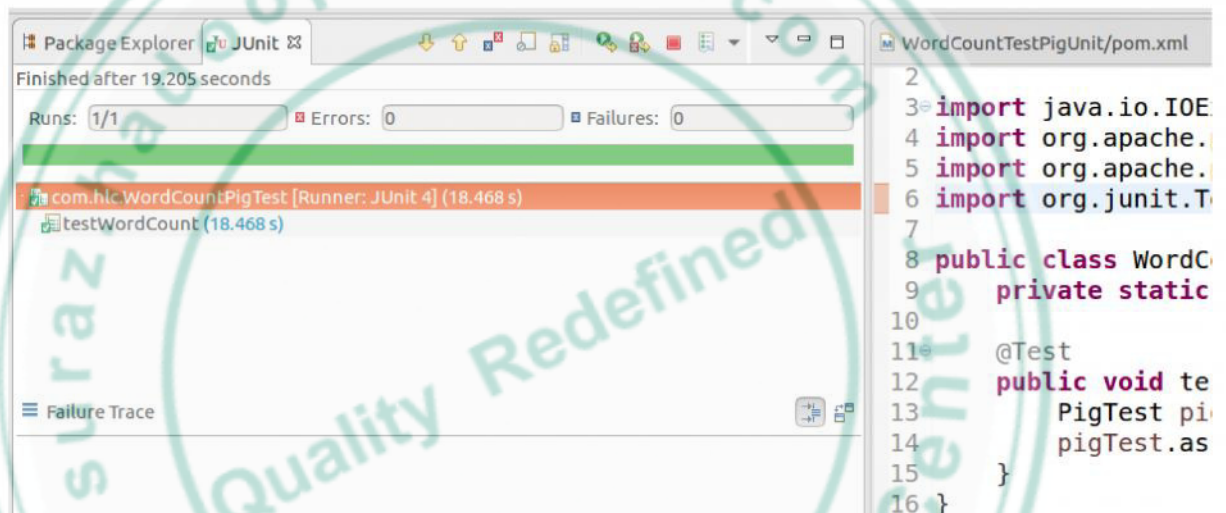 Package Explorer JUnit
Finished after 19.205 seconds
Runs: 1/1 Errors: 0 Failures: 0
com.hlc.WordCountPigTest [Runner: JUnit 4] (18.468 s)
testWordCount (18.468 s)
Failure Trace
WordCountTestPigUnit/pom.xml
2
3 import java.io.IOE
4 import org.apache.
5 import org.apache.
6 import org.junit.T
7
8 public class WordC
9 private static
10
11 @Test
12 public void te
13 PigTest pi
14 pigTest.as
15 }
16 }
Quality Redefined